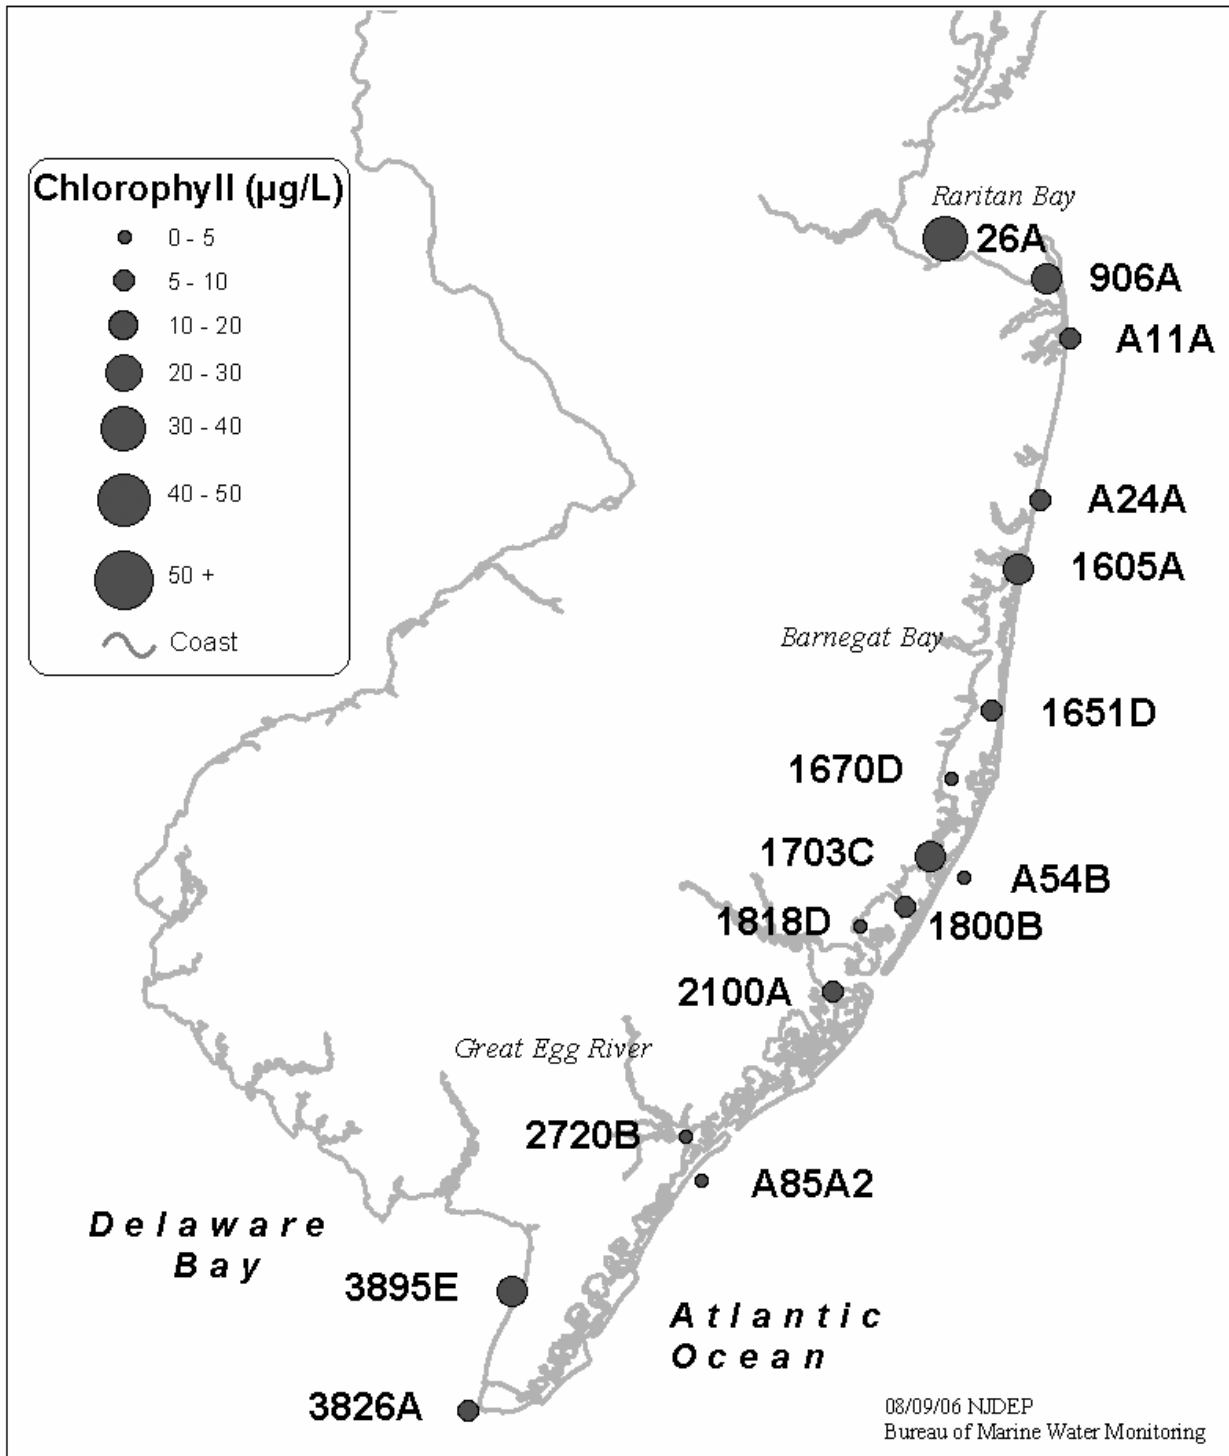 Chlorophyll (µg/L)
0 - 5
5 - 10
10 - 20
20 - 30
30 - 40
40 - 50
50 +
Coast
Raritan Bay
26A
906A
A11A
A24A
1605A
Barnegat Bay
1651D
1670D
1703C
A54B
1818D
1800B
2100A
Great Egg River
2720B
A85A2
Delaware
Bay
3895E
Atlantic
Ocean
3826A
08/09/06 NJDEP
Bureau of Marine Water Monitoring